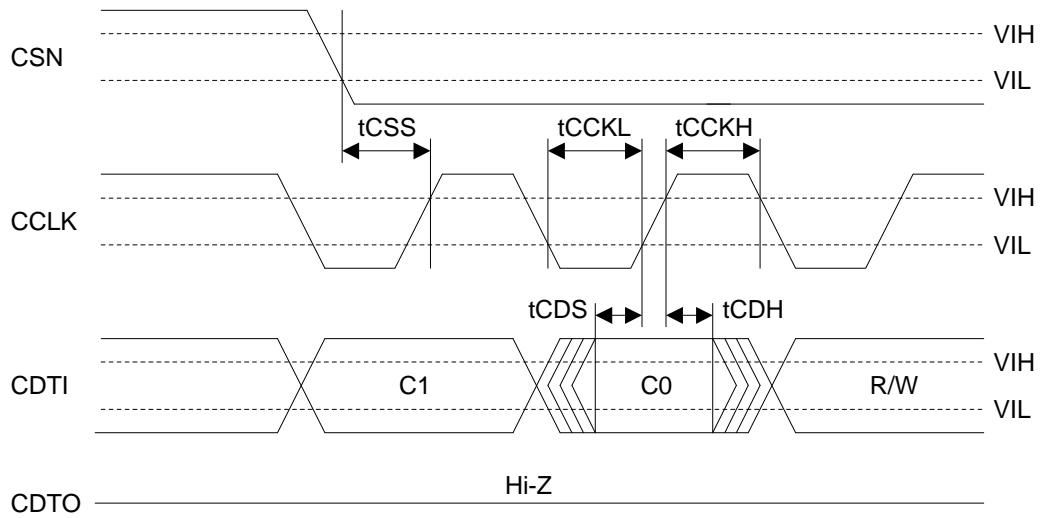 CSN
VIH
VIL
tCSS
tCCKL
tCCKH
CCLK
VIH
VIL
tCDS
tCDH
CDTI
C1
C0
R/W
VIH
VIL
CDTO
Hi-Z